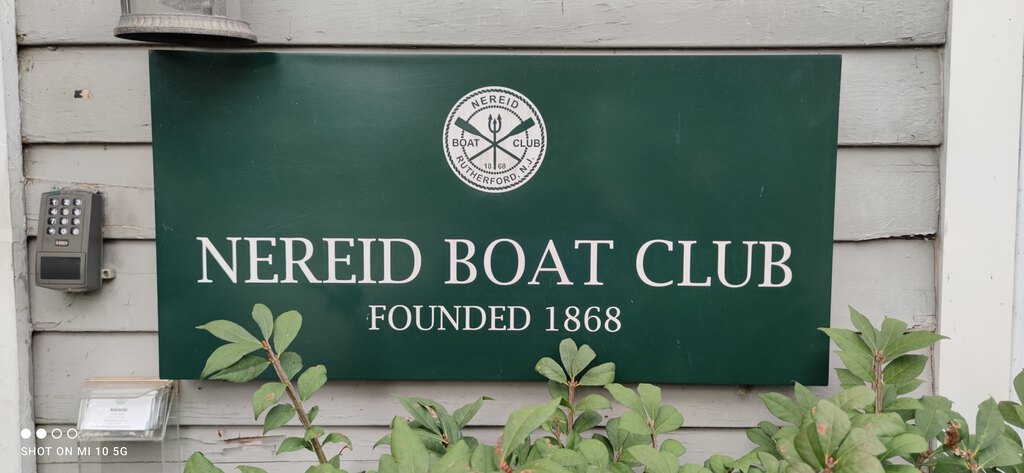 NEREID
BOAT CLUB
18 68
RUTHERFORD, N.J.
NEREID BOAT CLUB
FOUNDED 1868
SHOT ON MI 10 5G